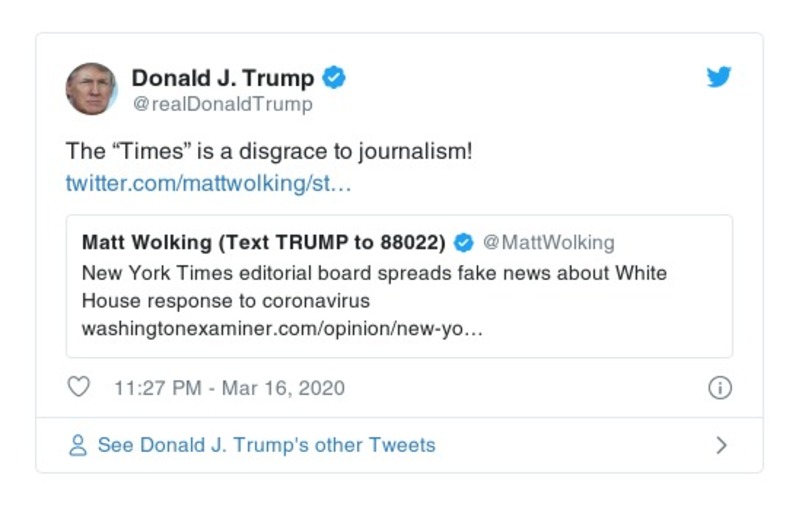 Donald J. Trump
@realDonaldTrump
The “Times” is a disgrace to journalism!
twitter.com/mattwolking/st…
Matt Wolking (Text TRUMP to 88022) @MattWolking
New York Times editorial board spreads fake news about White
House response to coronavirus
washingtonexaminer.com/opinion/new-yo…
11:27 PM - Mar 16, 2020
See Donald J. Trump's other Tweets